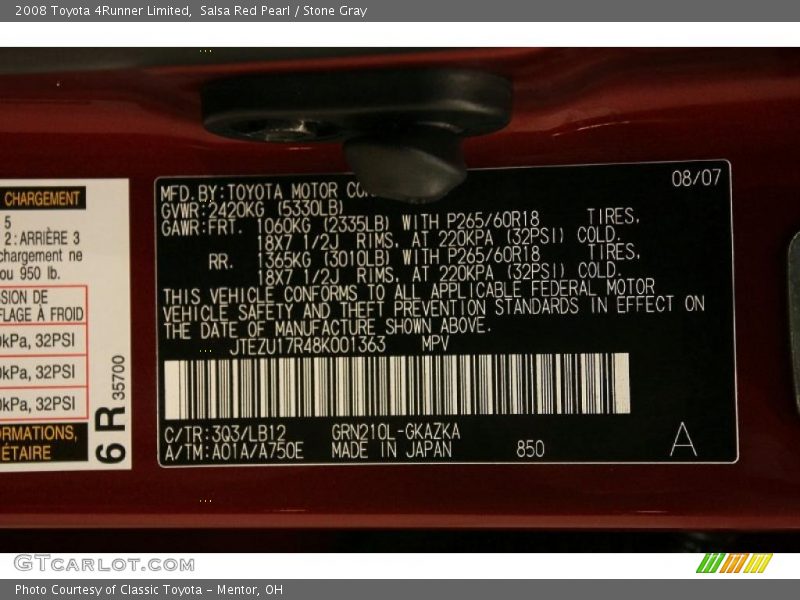 2008 Toyota 4Runner Limited,  Salsa Red Pearl / Stone Gray
CHARGEMENT
5
2:ARRIÈRE 3
chargement ne
ou 950 lb.
SION DE
FLAGE À FROID
kPa, 32PSI
kPa, 32PSI
kPa, 32PSI
ORMATIONS,
ÉTAIRE
6R 35700
08/07
MFD. BY:TOYOTA MOTOR
GVWR:2420KG (5330LB)
GAWR:FRT. 1060KG (2335LB) WITH P265/60R18 TIRES,
18X7 1/2J RIMS, AT 220KPA (32PSI) COLD.
RR. 1365KG (3010LB) WITH P265/60R18 TIRES,
18X7 1/2J RIMS, AT 220KPA (32PSI) COLD.
THIS VEHICLE CONFORMS TO ALL APPLICABLE FEDERAL MOTOR
VEHICLE SAFETY AND THEFT PREVENTION STANDARDS IN EFFECT ON
THE DATE OF MANUFACTURE SHOWN ABOVE.
JTEZU17R48K001363 MPV
C/TR:3Q3/LB12 GRN210L-GKAZKA
A/TM:A01A/A750E MADE IN JAPAN 850 A
GTCARLOT.COM
Photo Courtesy of Classic Toyota - Mentor, OH